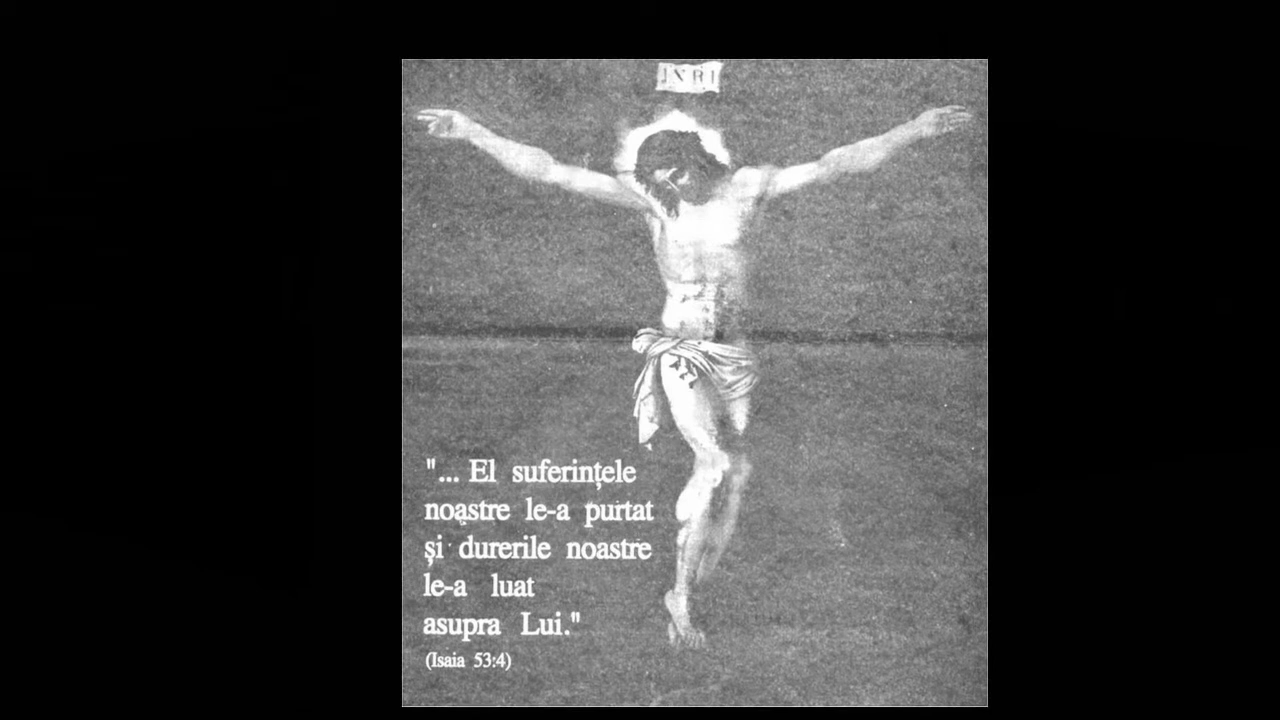 INRI
"... El suferințele
noastre le-a purtat
și durerile noastre
le-a luat
asupra Lui."
(Isaia 53:4)